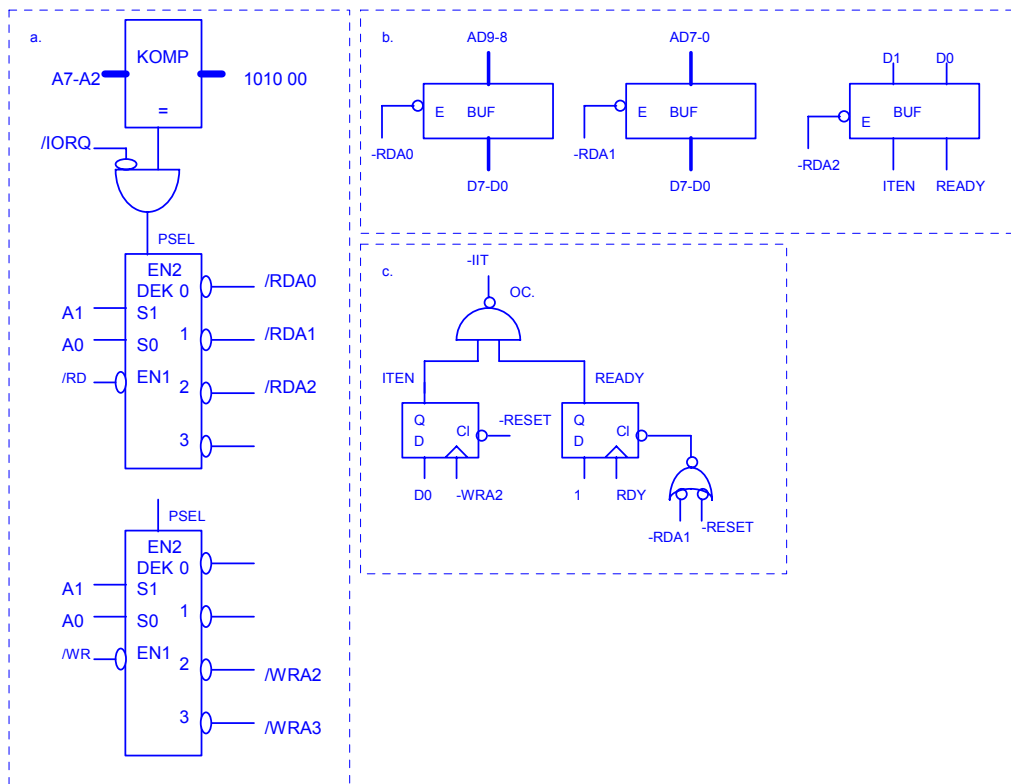 a.
KOMP
A7-A2
1010 00
=
/IORQ
PSEL
EN2
DEK 0
/RDA0
A1
S1
1
/RDA1
A0
S0
/RD
EN1
2
/RDA2
3
PSEL
EN2
DEK 0
A1
S1
1
A0
S0
/WR
EN1
2
/WRA2
3
/WRA3
b.
AD9-8
E
BUF
-RDA0
D7-D0
AD7-0
E
BUF
-RDA1
D7-D0
D1
D0
BUF
E
-RDA2
ITEN
READY
c.
-IIT
OC.
ITEN
READY
Q
D
Cl
-RESET
D0
-WRA2
Q
D
Cl
1
RDY
-RDA1
-RESET